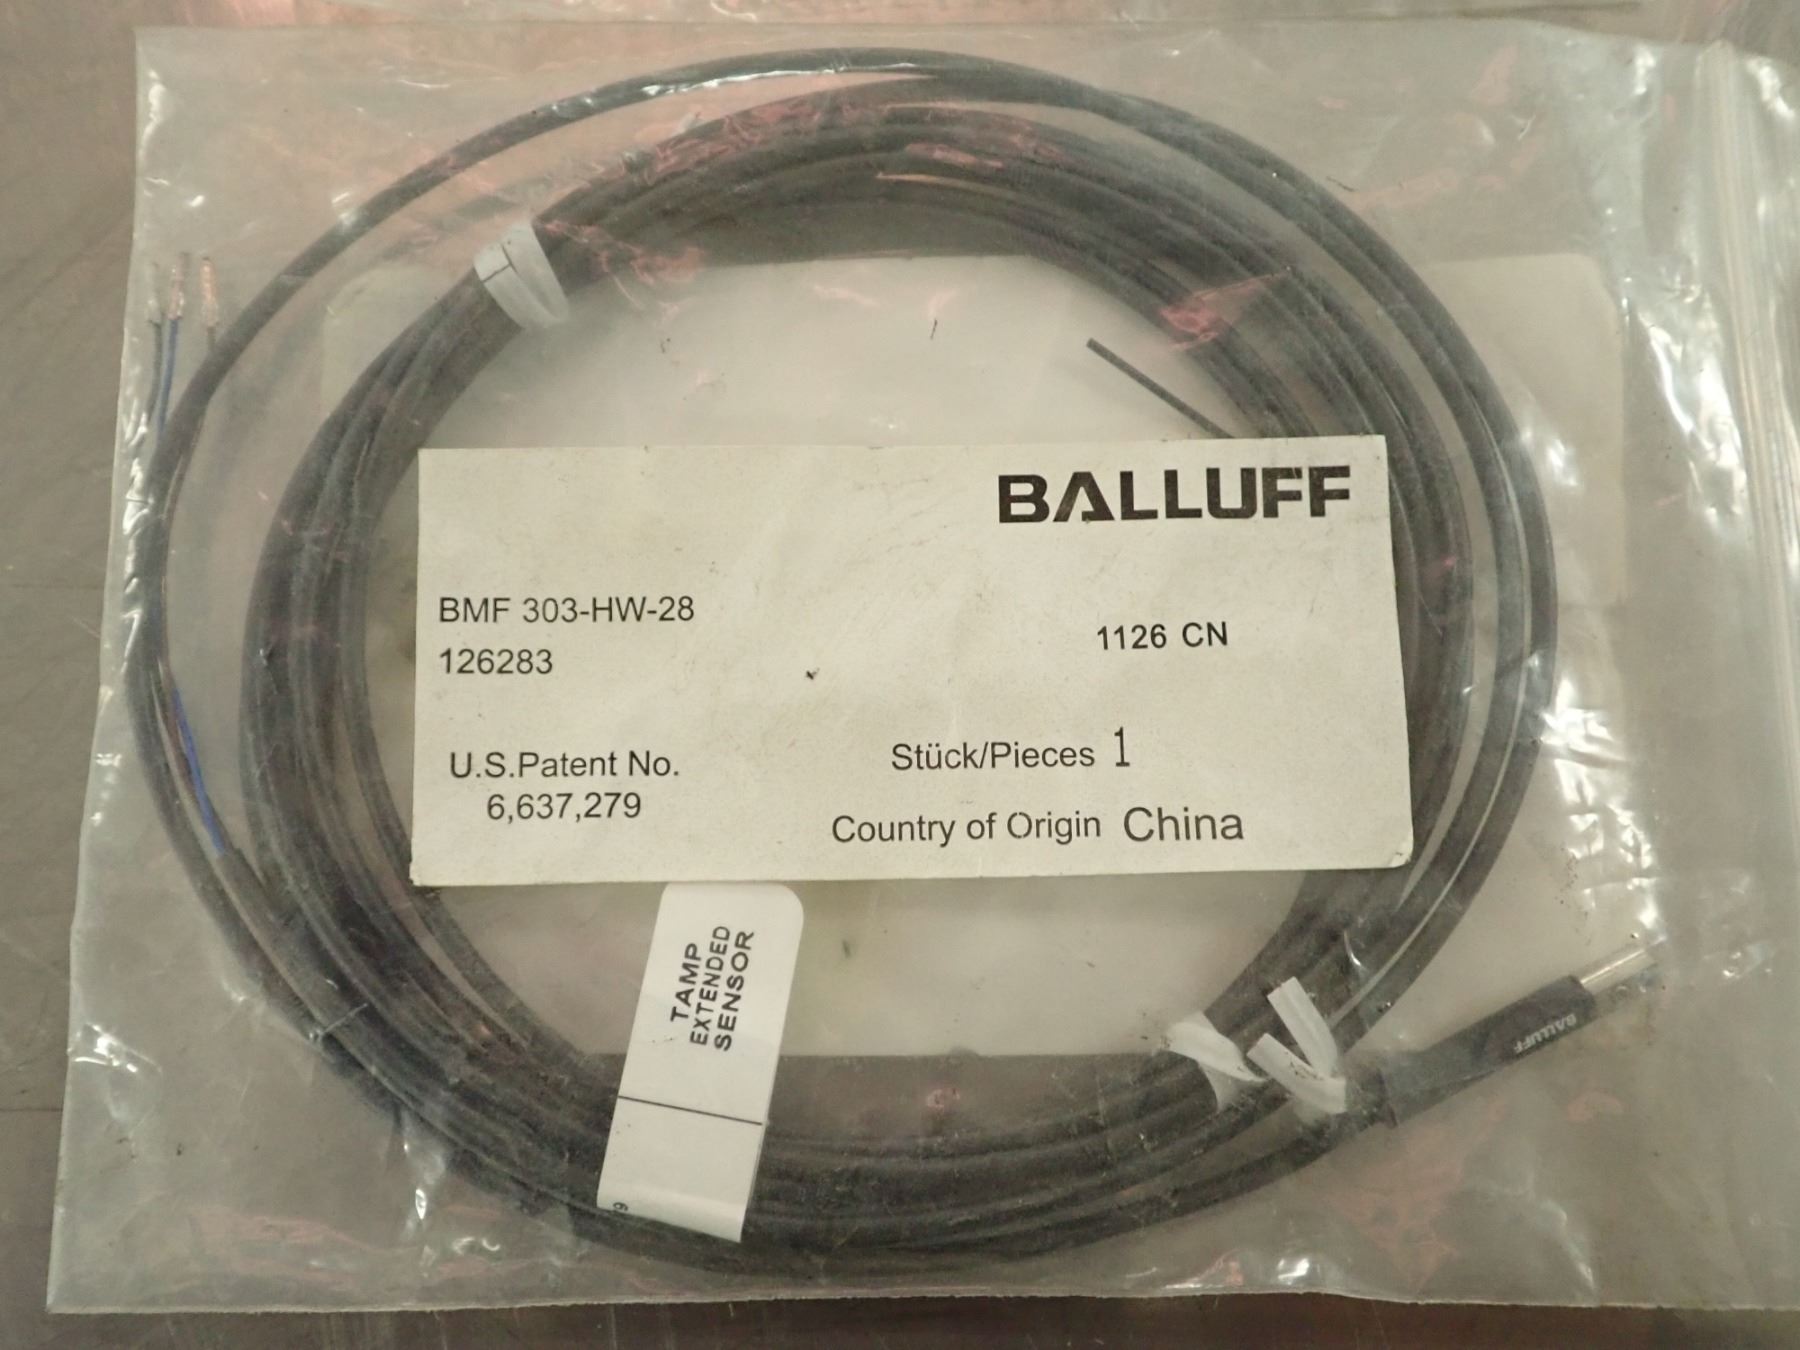 BALLUFF
BMF 303-HW-28
126283
1126 CN
U.S.Patent No.
6,637,279
Stück/Pieces 1
Country of Origin China
TAMP
EXTENDED
SENSOR
BALLUFF